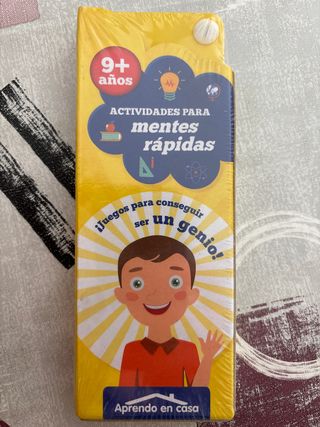 9+
años
ACTIVIDADES PARA
mentes
rápidas
¡Juegos para conseguir
ser un genio!
Aprendo en casa